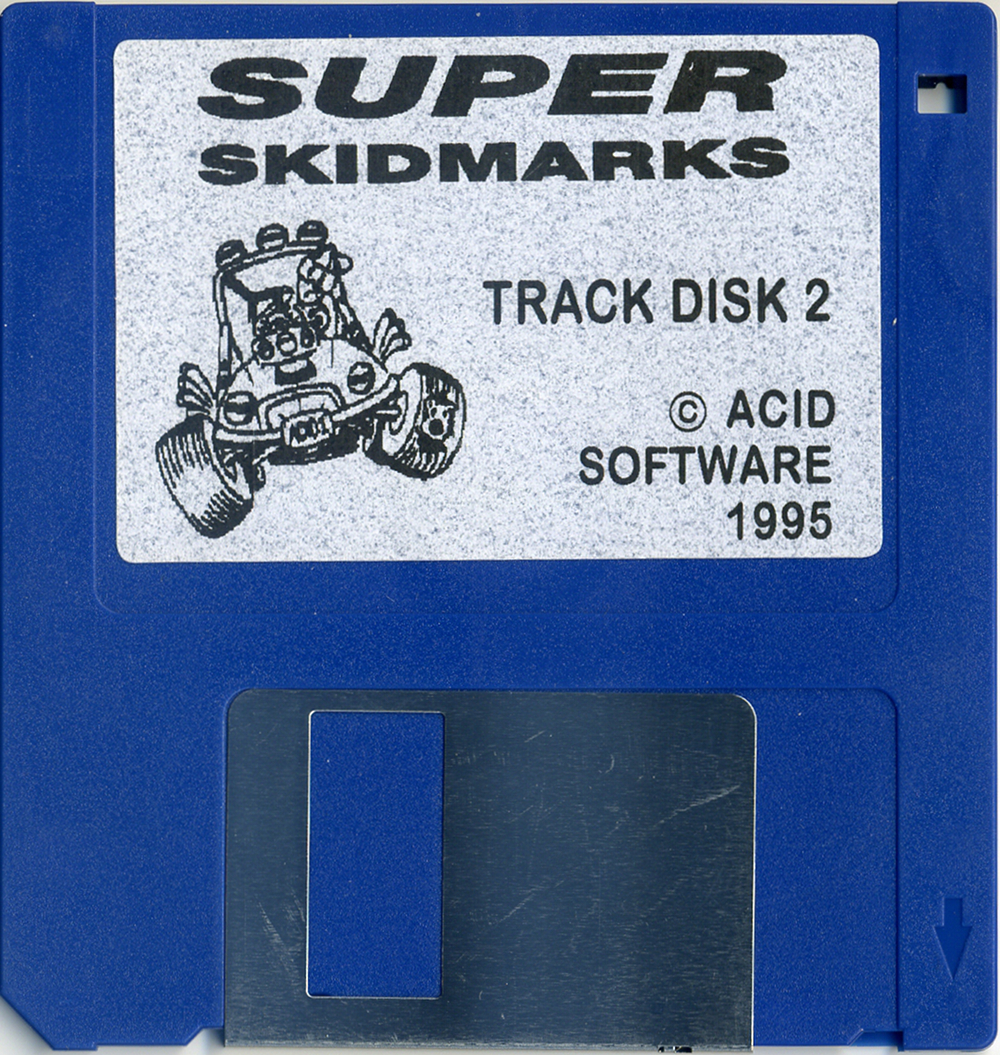 SUPER
SKIDMARKS
TRACK DISK 2
© ACID
SOFTWARE
1995